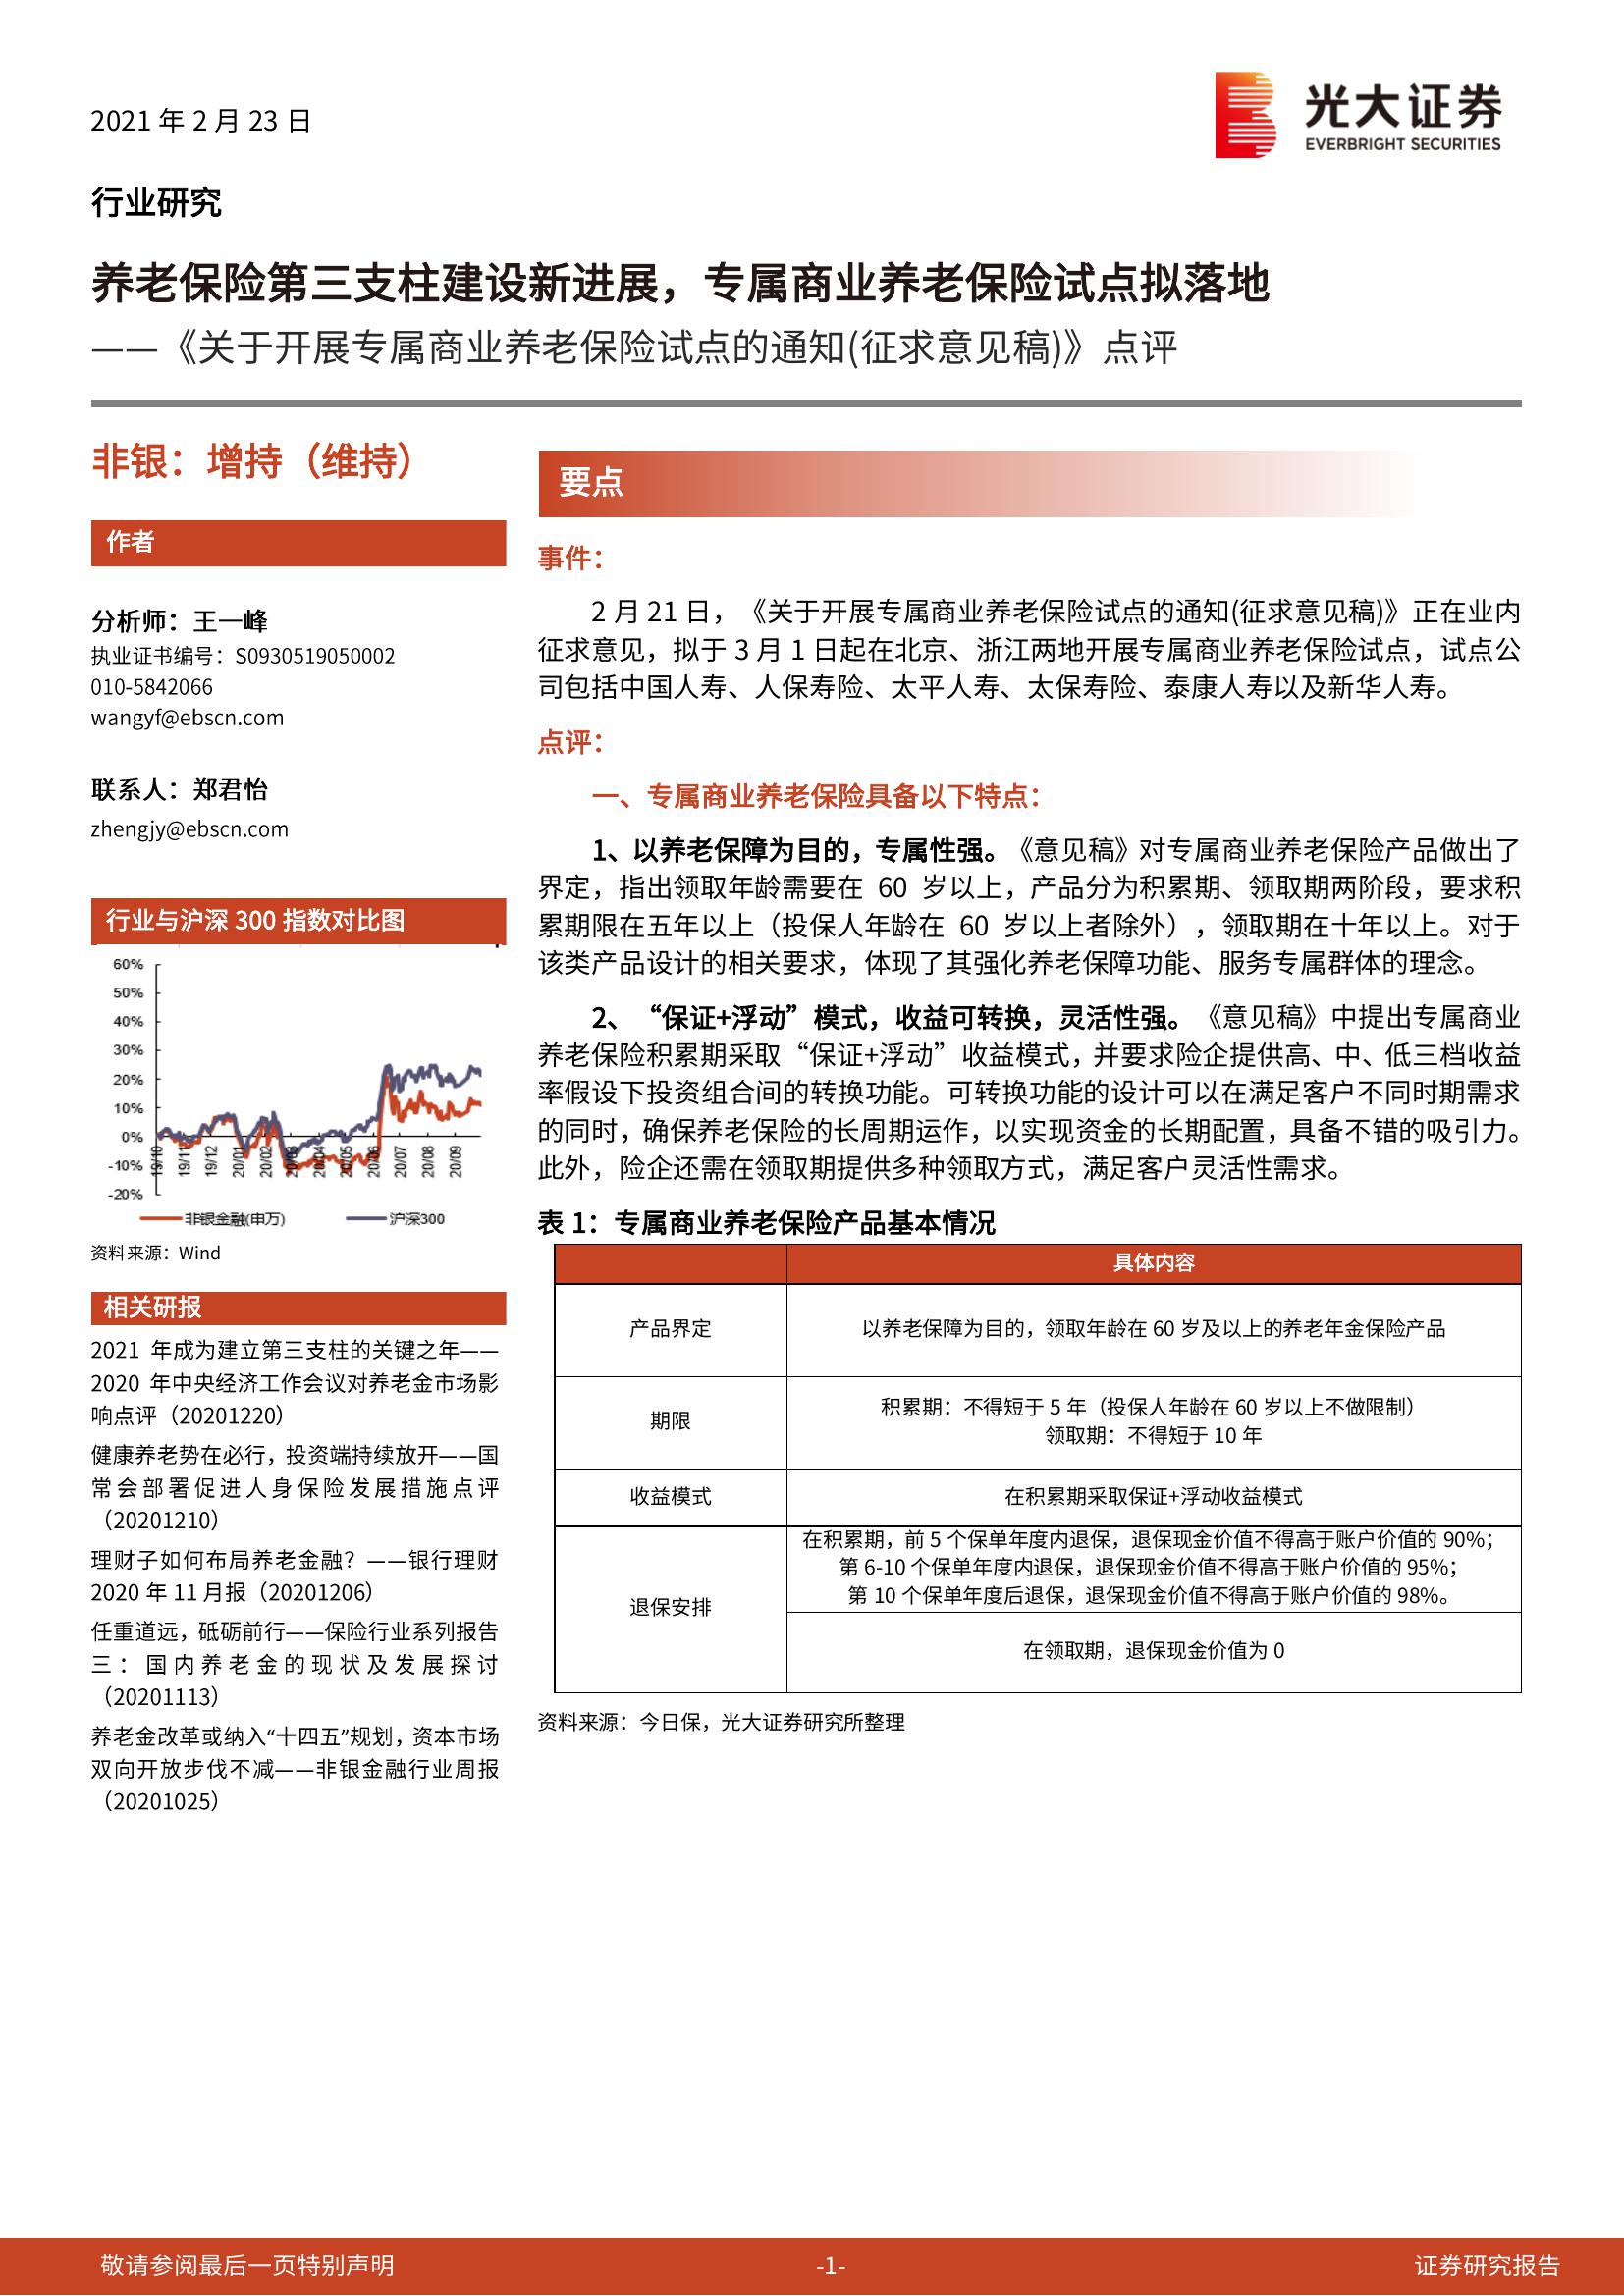 2021 年 2 月 23 日
光大证券
EVERBRIGHT SECURITIES
行业研究
养老保险第三支柱建设新进展，专属商业养老保险试点拟落地
——《关于开展专属商业养老保险试点的通知(征求意见稿)》点评
非银：增持（维持）
作者
分析师：王一峰
执业证书编号：S0930519050002
010-5842066
wangyf@ebscn.com
联系人：郑君怡
zhengjy@ebscn.com
行业与沪深 300 指数对比图
60%
50%
40%
30%
20%
10%
0%
-10%
-20%
19/10 19/11 19/12 20/01 20/02 20/03 20/04 20/05 20/06 20/07 20/08 20/09
非银金融(申万) 沪深300
资料来源：Wind
相关研报
2021 年成为建立第三支柱的关键之年——
2020 年中央经济工作会议对养老金市场影
响点评（20201220）
健康养老势在必行，投资端持续放开——国
常会部署促进人身保险发展措施点评
（20201210）
理财子如何布局养老金融？——银行理财
2020 年 11 月报（20201206）
任重道远，砥砺前行——保险行业系列报告
三：国内养老金的现状及发展探讨
（20201113）
养老金改革或纳入“十四五”规划，资本市场
双向开放步伐不减——非银金融行业周报
（20201025）
要点
事件：
2 月 21 日，《关于开展专属商业养老保险试点的通知(征求意见稿)》正在业内
征求意见，拟于 3 月 1 日起在北京、浙江两地开展专属商业养老保险试点，试点公
司包括中国人寿、人保寿险、太平人寿、太保寿险、泰康人寿以及新华人寿。
点评：
一、专属商业养老保险具备以下特点：
1、以养老保障为目的，专属性强。《意见稿》对专属商业养老保险产品做出了
界定，指出领取年龄需要在 60 岁以上，产品分为积累期、领取期两阶段，要求积
累期限在五年以上（投保人年龄在 60 岁以上者除外），领取期在十年以上。对于
该类产品设计的相关要求，体现了其强化养老保障功能、服务专属群体的理念。
2、“保证+浮动”模式，收益可转换，灵活性强。《意见稿》中提出专属商业
养老保险积累期采取“保证+浮动”收益模式，并要求险企提供高、中、低三档收益
率假设下投资组合间的转换功能。可转换功能的设计可以在满足客户不同时期需求
的同时，确保养老保险的长周期运作，以实现资金的长期配置，具备不错的吸引力。
此外，险企还需在领取期提供多种领取方式，满足客户灵活性需求。
表 1：专属商业养老保险产品基本情况
具体内容
产品界定 以养老保障为目的，领取年龄在 60 岁及以上的养老年金保险产品
期限 积累期：不得短于 5 年（投保人年龄在 60 岁以上不做限制）
领取期：不得短于 10 年
收益模式 在积累期采取保证+浮动收益模式
退保安排 在积累期，前 5 个保单年度内退保，退保现金价值不得高于账户价值的 90%；
第 6-10 个保单年度内退保，退保现金价值不得高于账户价值的 95%；
第 10 个保单年度后退保，退保现金价值不得高于账户价值的 98%。
在领取期，退保现金价值为 0
资料来源：今日保，光大证券研究所整理
敬请参阅最后一页特别声明 -1- 证券研究报告